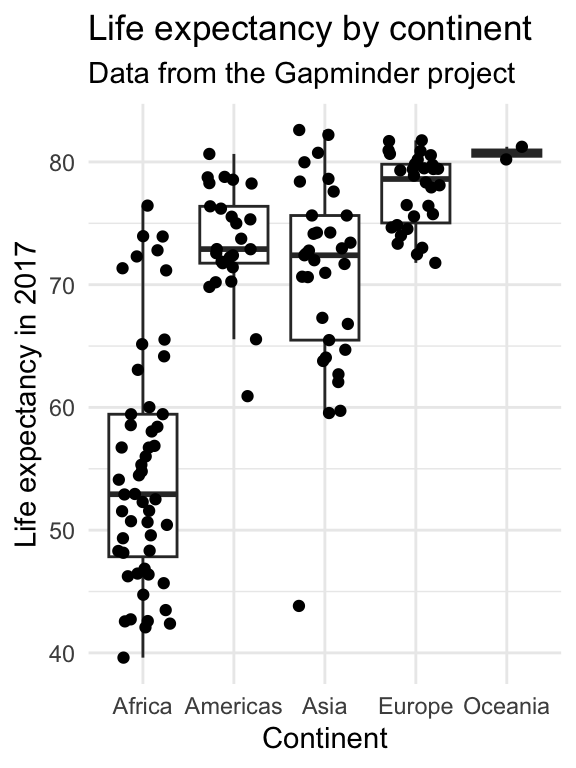 Life expectancy by continent
Data from the Gapminder project
Life expectancy in 2017
80
70
60
50
40
Africa Americas Asia Europe Oceania
Continent